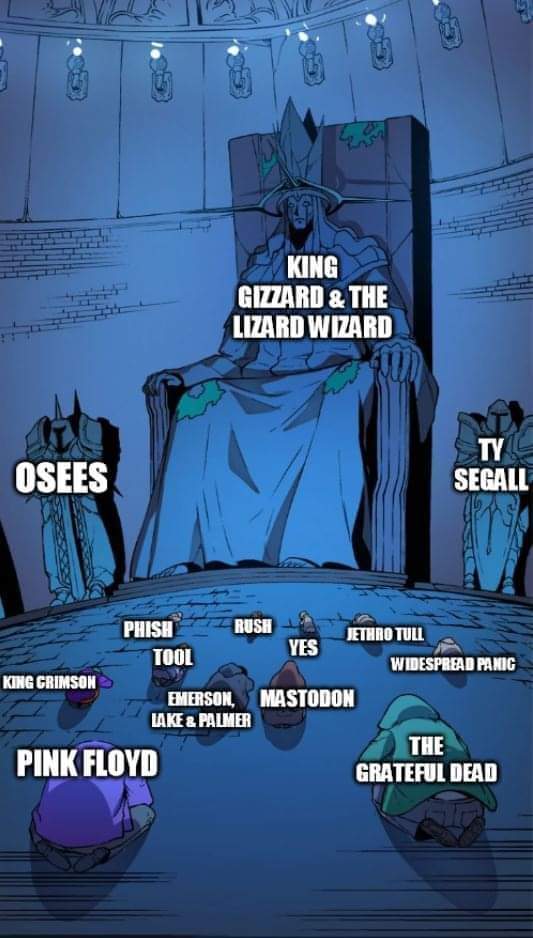 KING
GIZZARD & THE
LIZARD WIZARD
OSEES
TY
SEGALL
PHISH
RUSH
YES
JETHRO TULL
TOOL
WIDESPREAD PANIC
KING CRIMSON
EMERSON,
LAKE & PALMER
MASTODON
PINK FLOYD
THE
GRATEFUL DEAD